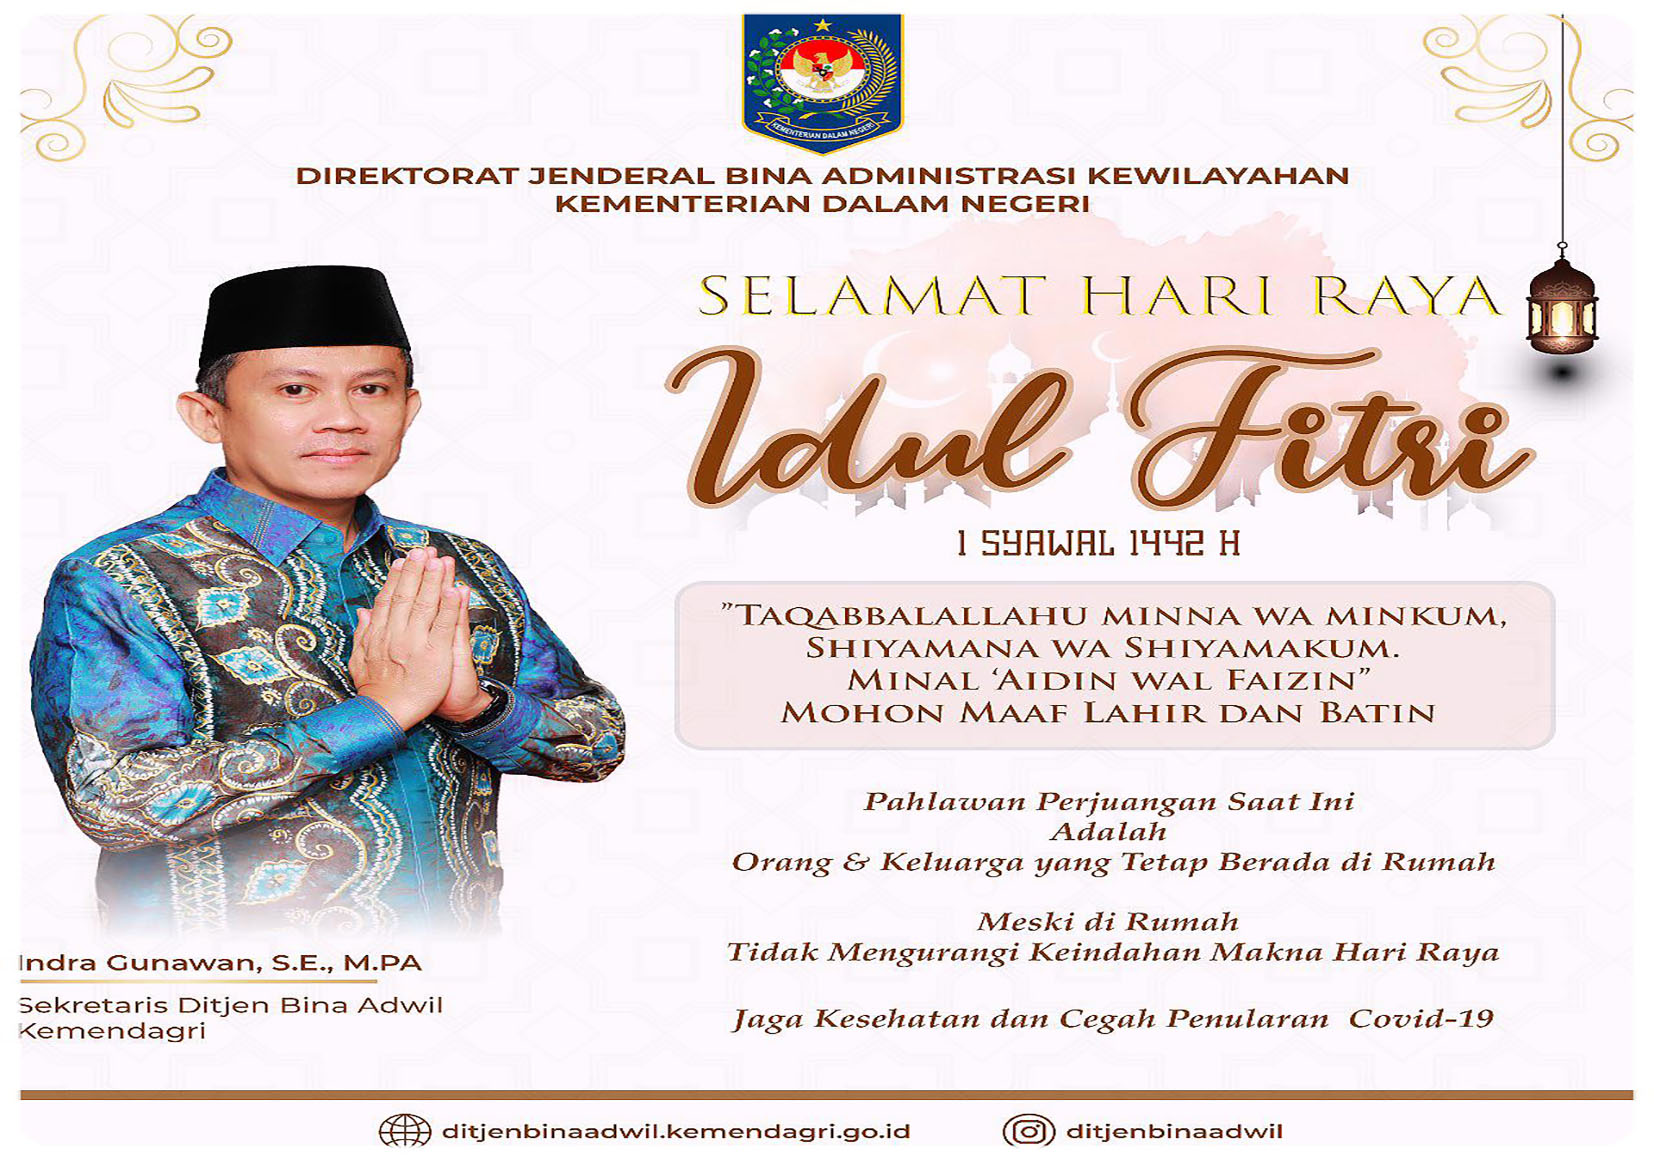 KEMENTERIAN DALAM NEGERI
DIREKTORAT JENDERAL BINA ADMINISTRASI KEWILAYAHAN
KEMENTERIAN DALAM NEGERI
SELAMAT HARI RAYA
Idul Fitri
1 SYAWAL 1442 H
"TAQABBALALLAHU MINNA WA MINKUM,
SHIYAMANA WA SHIYAMAKUM.
MINAL 'AIDIN WAL FAIZIN"
MOHON MAAF LAHIR DAN BATIN
Pahlawan Perjuangan Saat Ini
Adalah
Orang & Keluarga yang Tetap Berada di Rumah
Meski di Rumah
Tidak Mengurangi Keindahan Makna Hari Raya
Jaga Kesehatan dan Cegah Penularan Covid-19
Indra Gunawan, S.E., M.PA
Sekretaris Ditjen Bina Adwil
Kemendagri
ditjenbinaadwil.kemendagri.go.id
ditjenbinaadwil